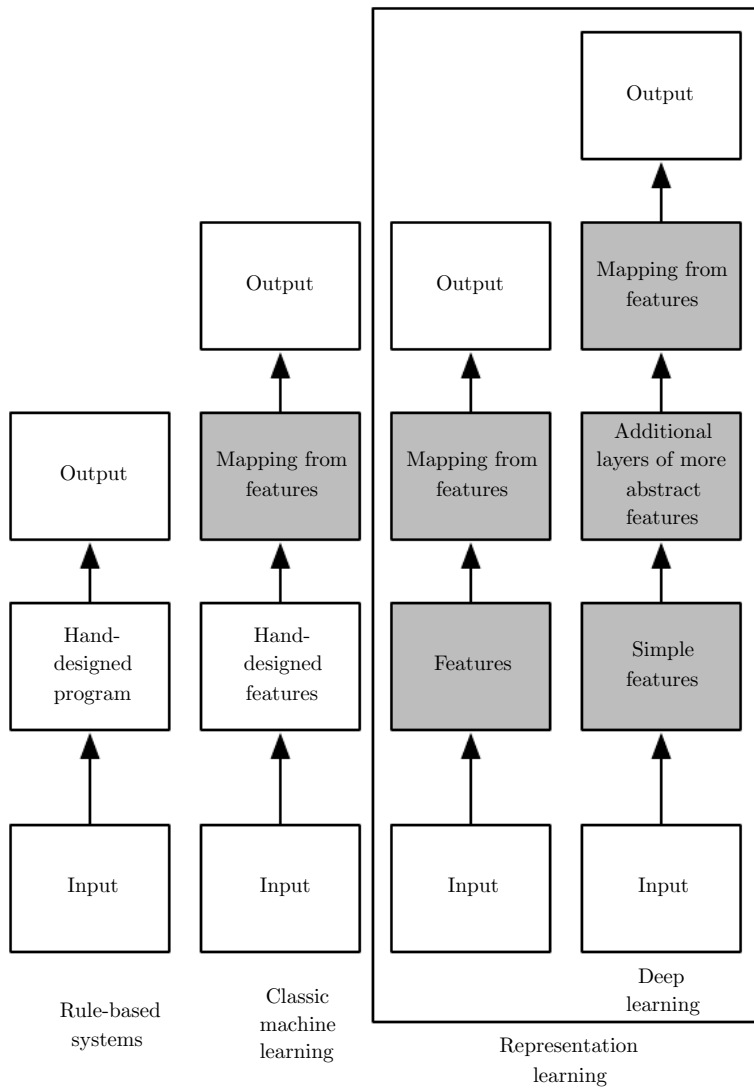 Output
Output
Output
Mapping from
features
Output
Mapping from
features
Mapping from
features
Additional
layers of more
abstract
features
Hand-
designed
program
Hand-
designed
features
Features
Simple
features
Input
Input
Input
Input
Rule-based
systems
Classic
machine
learning
Deep
learning
Representation
learning